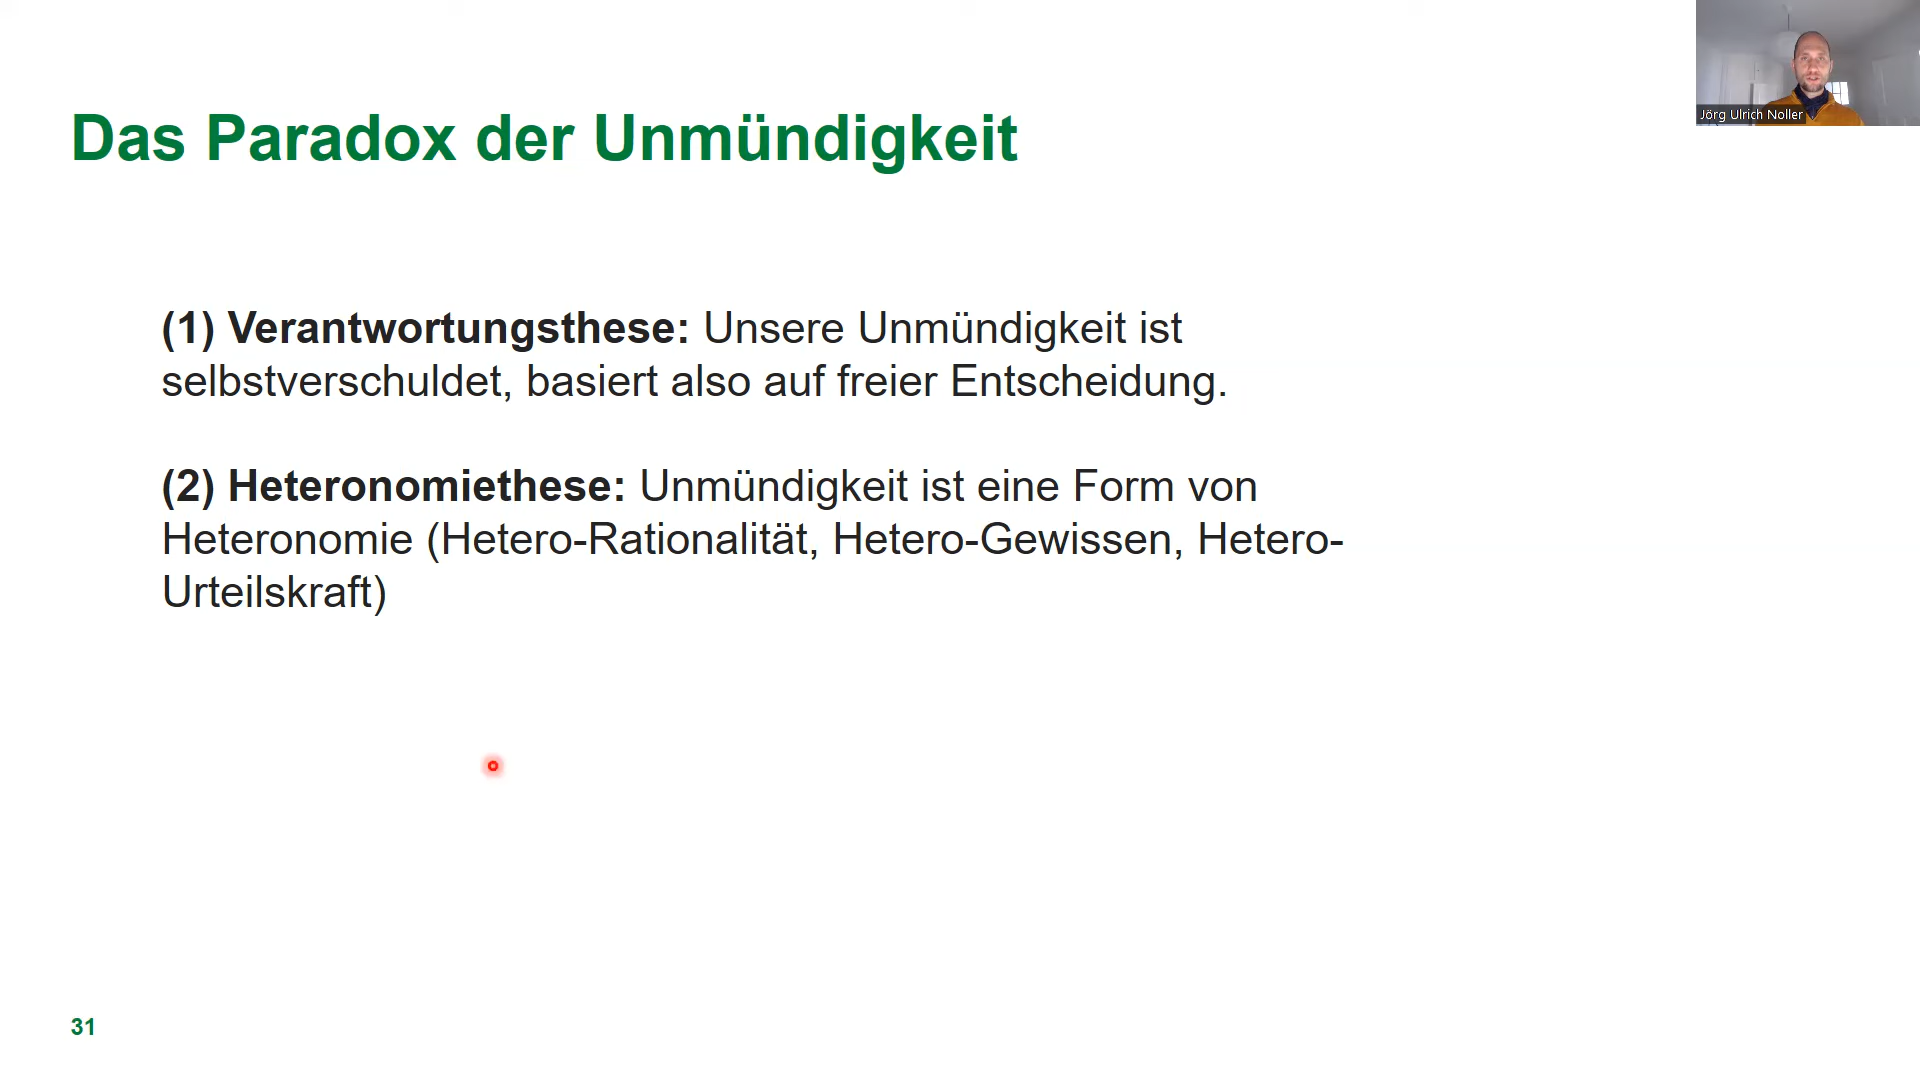 Das Paradox der Unmündigkeit
Jörg Ulrich Noller
(1) Verantwortungsthese: Unsere Unmündigkeit ist
selbstverschuldet, basiert also auf freier Entscheidung.
(2) Heteronomiethese: Unmündigkeit ist eine Form von
Heteronomie (Hetero-Rationalität, Hetero-Gewissen, Hetero-
Urteilskraft)
31